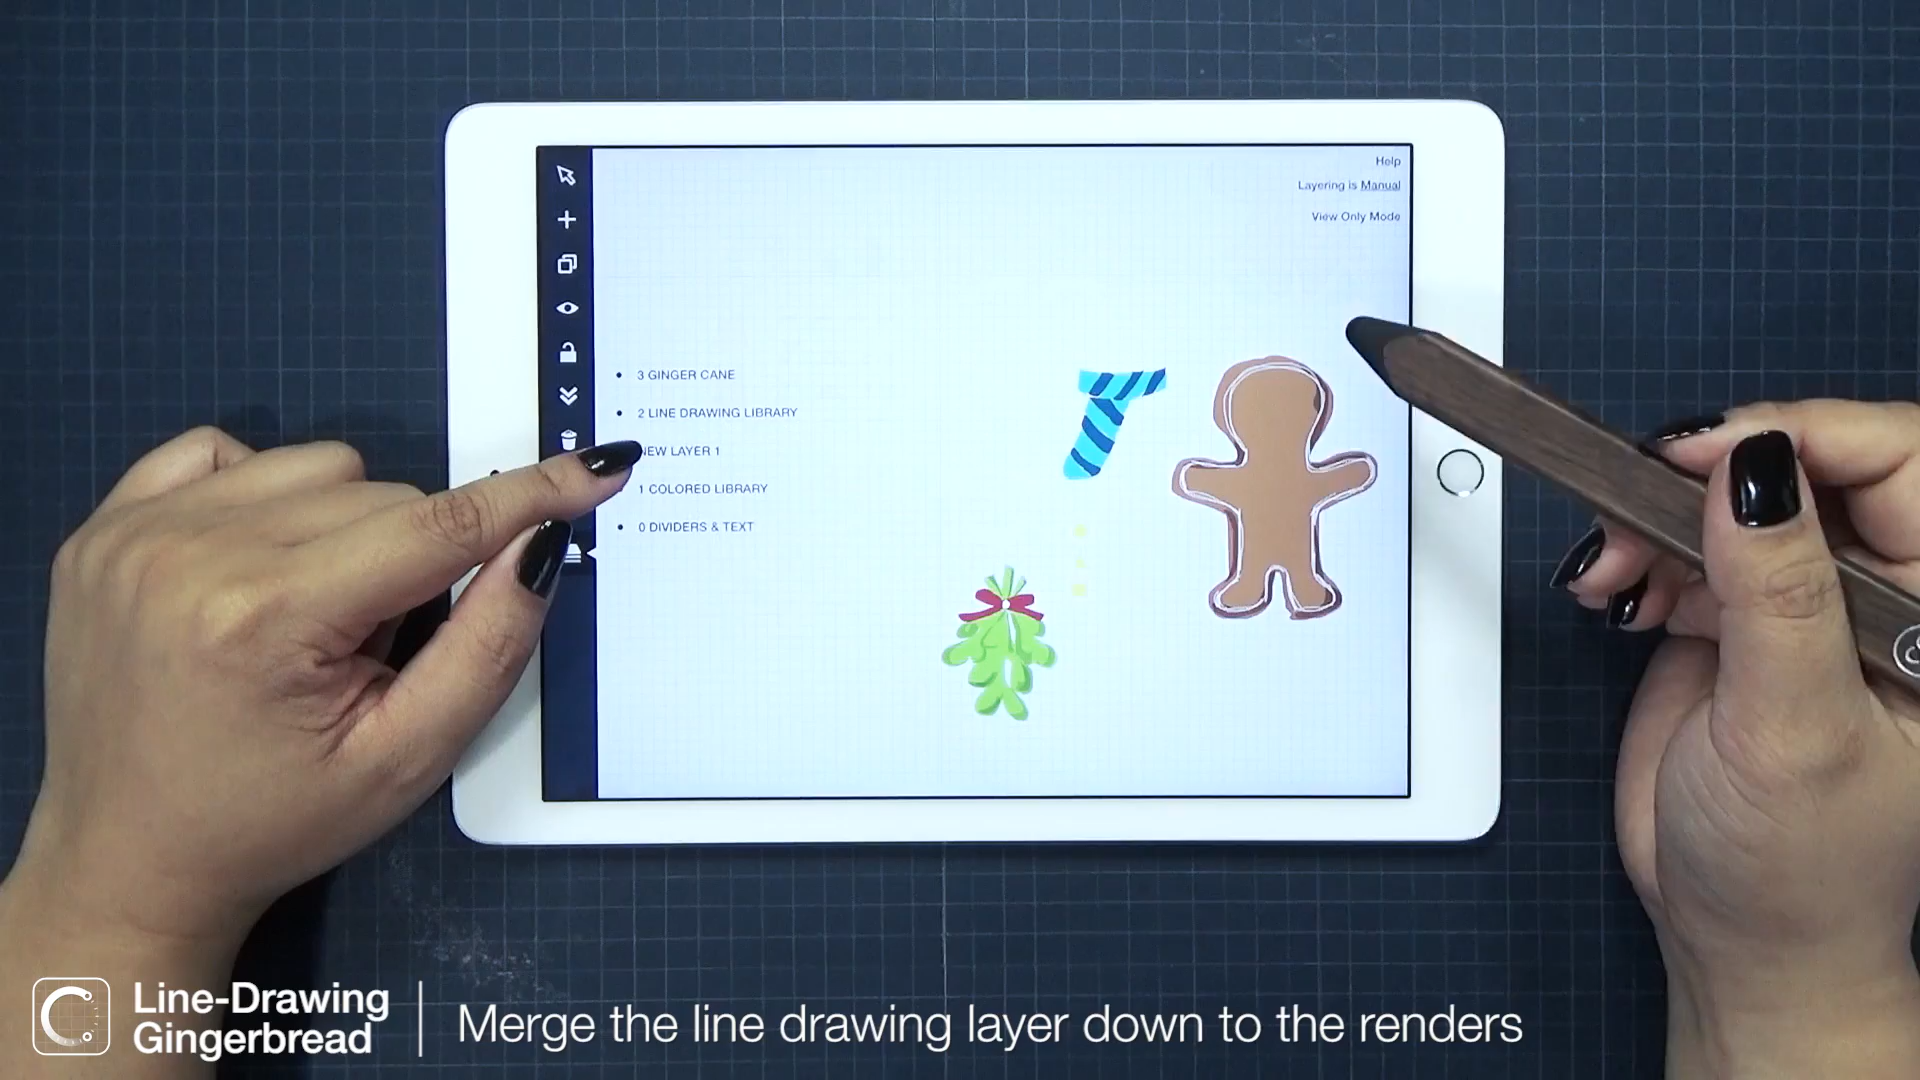 Help
Layering is Manual
View Only Mode
3 GINGER CANE
2 LINE DRAWING LIBRARY
NEW LAYER 1
1 COLORED LIBRARY
0 DIVIDERS & TEXT
Line-Drawing
Gingerbread
Merge the line drawing layer down to the renders